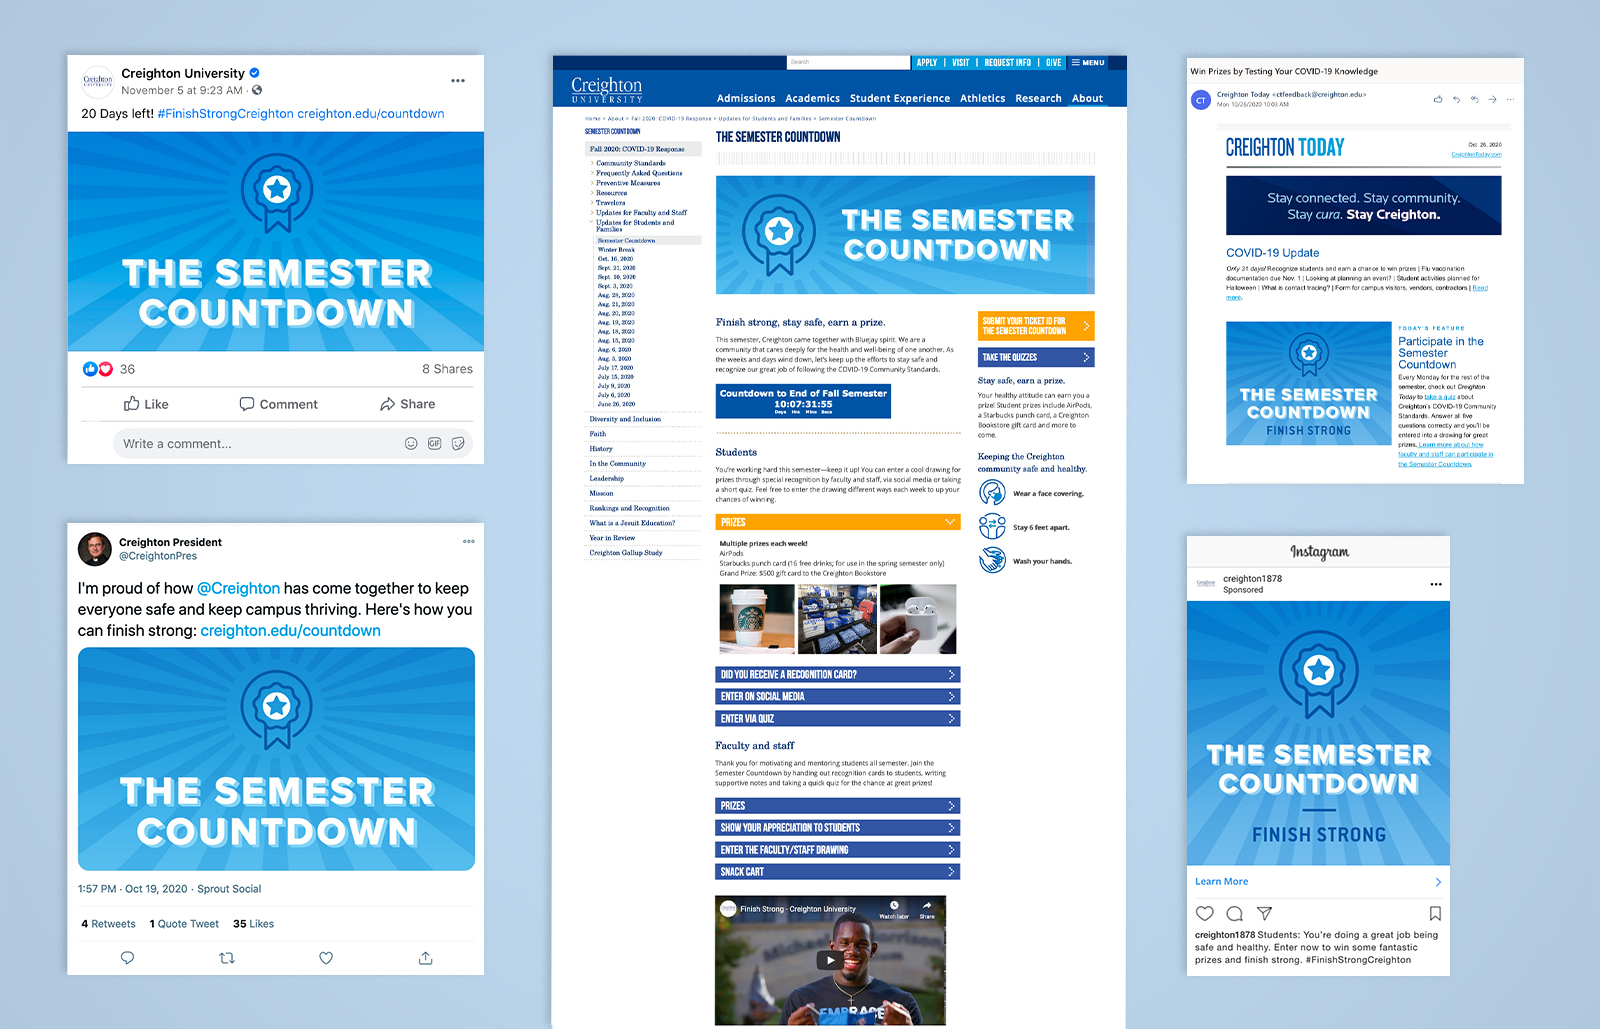 Creighton
UNIVERSITY
Creighton University
November 5 at 9:23 AM ·
20 Days left! #FinishStrongCreighton creighton.edu/countdown
THE SEMESTER
COUNTDOWN
36
8 Shares
Like
Comment
Share
Write a comment...
GIF
Creighton President
@CreightonPres
I'm proud of how @Creighton has come together to keep
everyone safe and keep campus thriving. Here's how you
can finish strong: creighton.edu/countdown
THE SEMESTER
COUNTDOWN
1:57 PM · Oct 19, 2020 · Sprout Social
4 Retweets 1 Quote Tweet 35 Likes
Search
APPLY | VISIT | REQUEST INFO | GIVE
MENU
Creighton
UNIVERSITY
Admissions Academics Student Experience Athletics Research About
Home > About > Fall 2020: COVID-19 Response > Updates for Students and Families > Semester Countdown
SEMESTER COUNTDOWN
Fall 2020: COVID-19 Response
Community Standards
Frequently Asked Questions
Preventive Measures
Resources
Travelers
Updates for Faculty and Staff
Updates for Students and
Families
Semester Countdown
Winter Break
Oct. 16, 2020
Sept. 21, 2020
Sept. 10, 2020
Sept. 3, 2020
Aug. 28, 2020
Aug. 21, 2020
Aug. 20, 2020
Aug. 19, 2020
Aug. 18, 2020
Aug. 15, 2020
Aug. 6, 2020
Aug. 3, 2020
July 17, 2020
July 15, 2020
July 9, 2020
July 6, 2020
June 26, 2020
Diversity and Inclusion
Faith
History
In the Community
Leadership
Mission
Rankings and Recognition
What is a Jesuit Education?
Year in Review
Creighton Gallup Study
THE SEMESTER COUNTDOWN
THE SEMESTER
COUNTDOWN
Finish strong, stay safe, earn a prize.
This semester, Creighton came together with Bluejay spirit. We are a
community that cares deeply for the health and well-being of one another. As
the weeks and days wind down, let's keep up the efforts to stay safe and
recognize our great job of following the COVID-19 Community Standards.
Countdown to End of Fall Semester
10:07:31:55
Days Hrs Mins Secs
Students
You're working hard this semester—keep it up! You can enter a cool drawing for
prizes through special recognition by faculty and staff, via social media or taking
a short quiz. Feel free to enter the drawing different ways each week to up your
chances of winning.
PRIZES
Multiple prizes each week!
AirPods
Starbucks punch card (16 free drinks; for use in the spring semester only)
Grand Prize: $500 gift card to the Creighton Bookstore
DID YOU RECEIVE A RECOGNITION CARD?
ENTER ON SOCIAL MEDIA
ENTER VIA QUIZ
Faculty and staff
Thank you for motivating and mentoring students all semester. Join the
Semester Countdown by handing out recognition cards to students, writing
supportive notes and taking a quick quiz for the chance at great prizes!
PRIZES
SHOW YOUR APPRECIATION TO STUDENTS
ENTER THE FACULTY/STAFF DRAWING
SNACK CART
Finish Strong - Creighton University
Watch later
Share
EMBRACE
SUBMIT YOUR TICKET ID FOR
THE SEMESTER COUNTDOWN
TAKE THE QUIZZES
Stay safe, earn a prize.
Your healthy attitude can earn you a
prize! Student prizes include AirPods,
a Starbucks punch card, a Creighton
Bookstore gift card and more to
come.
Keeping the Creighton
community safe and healthy.
Wear a face covering.
Stay 6 feet apart.
Wash your hands.
Win Prizes by Testing Your COVID-19 Knowledge
CT
Creighton Today <ctfeedback@creighton.edu>
Mon 10/26/2020 10:03 AM
CREIGHTON TODAY
Oct. 26, 2020
CreightonToday.com
Stay connected. Stay community.
Stay cura. Stay Creighton.
COVID-19 Update
Only 31 days! Recognize students and earn a chance to win prizes | Flu vaccination
documentation due Nov. 1 | Looking at planning an event? | Student activities planned for
Halloween | What is contact tracing? | Form for campus visitors, vendors, contractors | Read
more.
THE SEMESTER
COUNTDOWN
FINISH STRONG
TODAY'S FEATURE
Participate in the
Semester
Countdown
Every Monday for the rest of the
semester, check out Creighton
Today to take a quiz about
Creighton's COVID-19 Community
Standards. Answer all five
questions correctly and you'll be
entered into a drawing for great
prizes. Learn more about how
faculty and staff can participate in
the Semester Countdown.
Instagram
Creighton
creighton1878
Sponsored
THE SEMESTER
COUNTDOWN
FINISH STRONG
Learn More
creighton1878 Students: You're doing a great job being
safe and healthy. Enter now to win some fantastic
prizes and finish strong. #FinishStrongCreighton